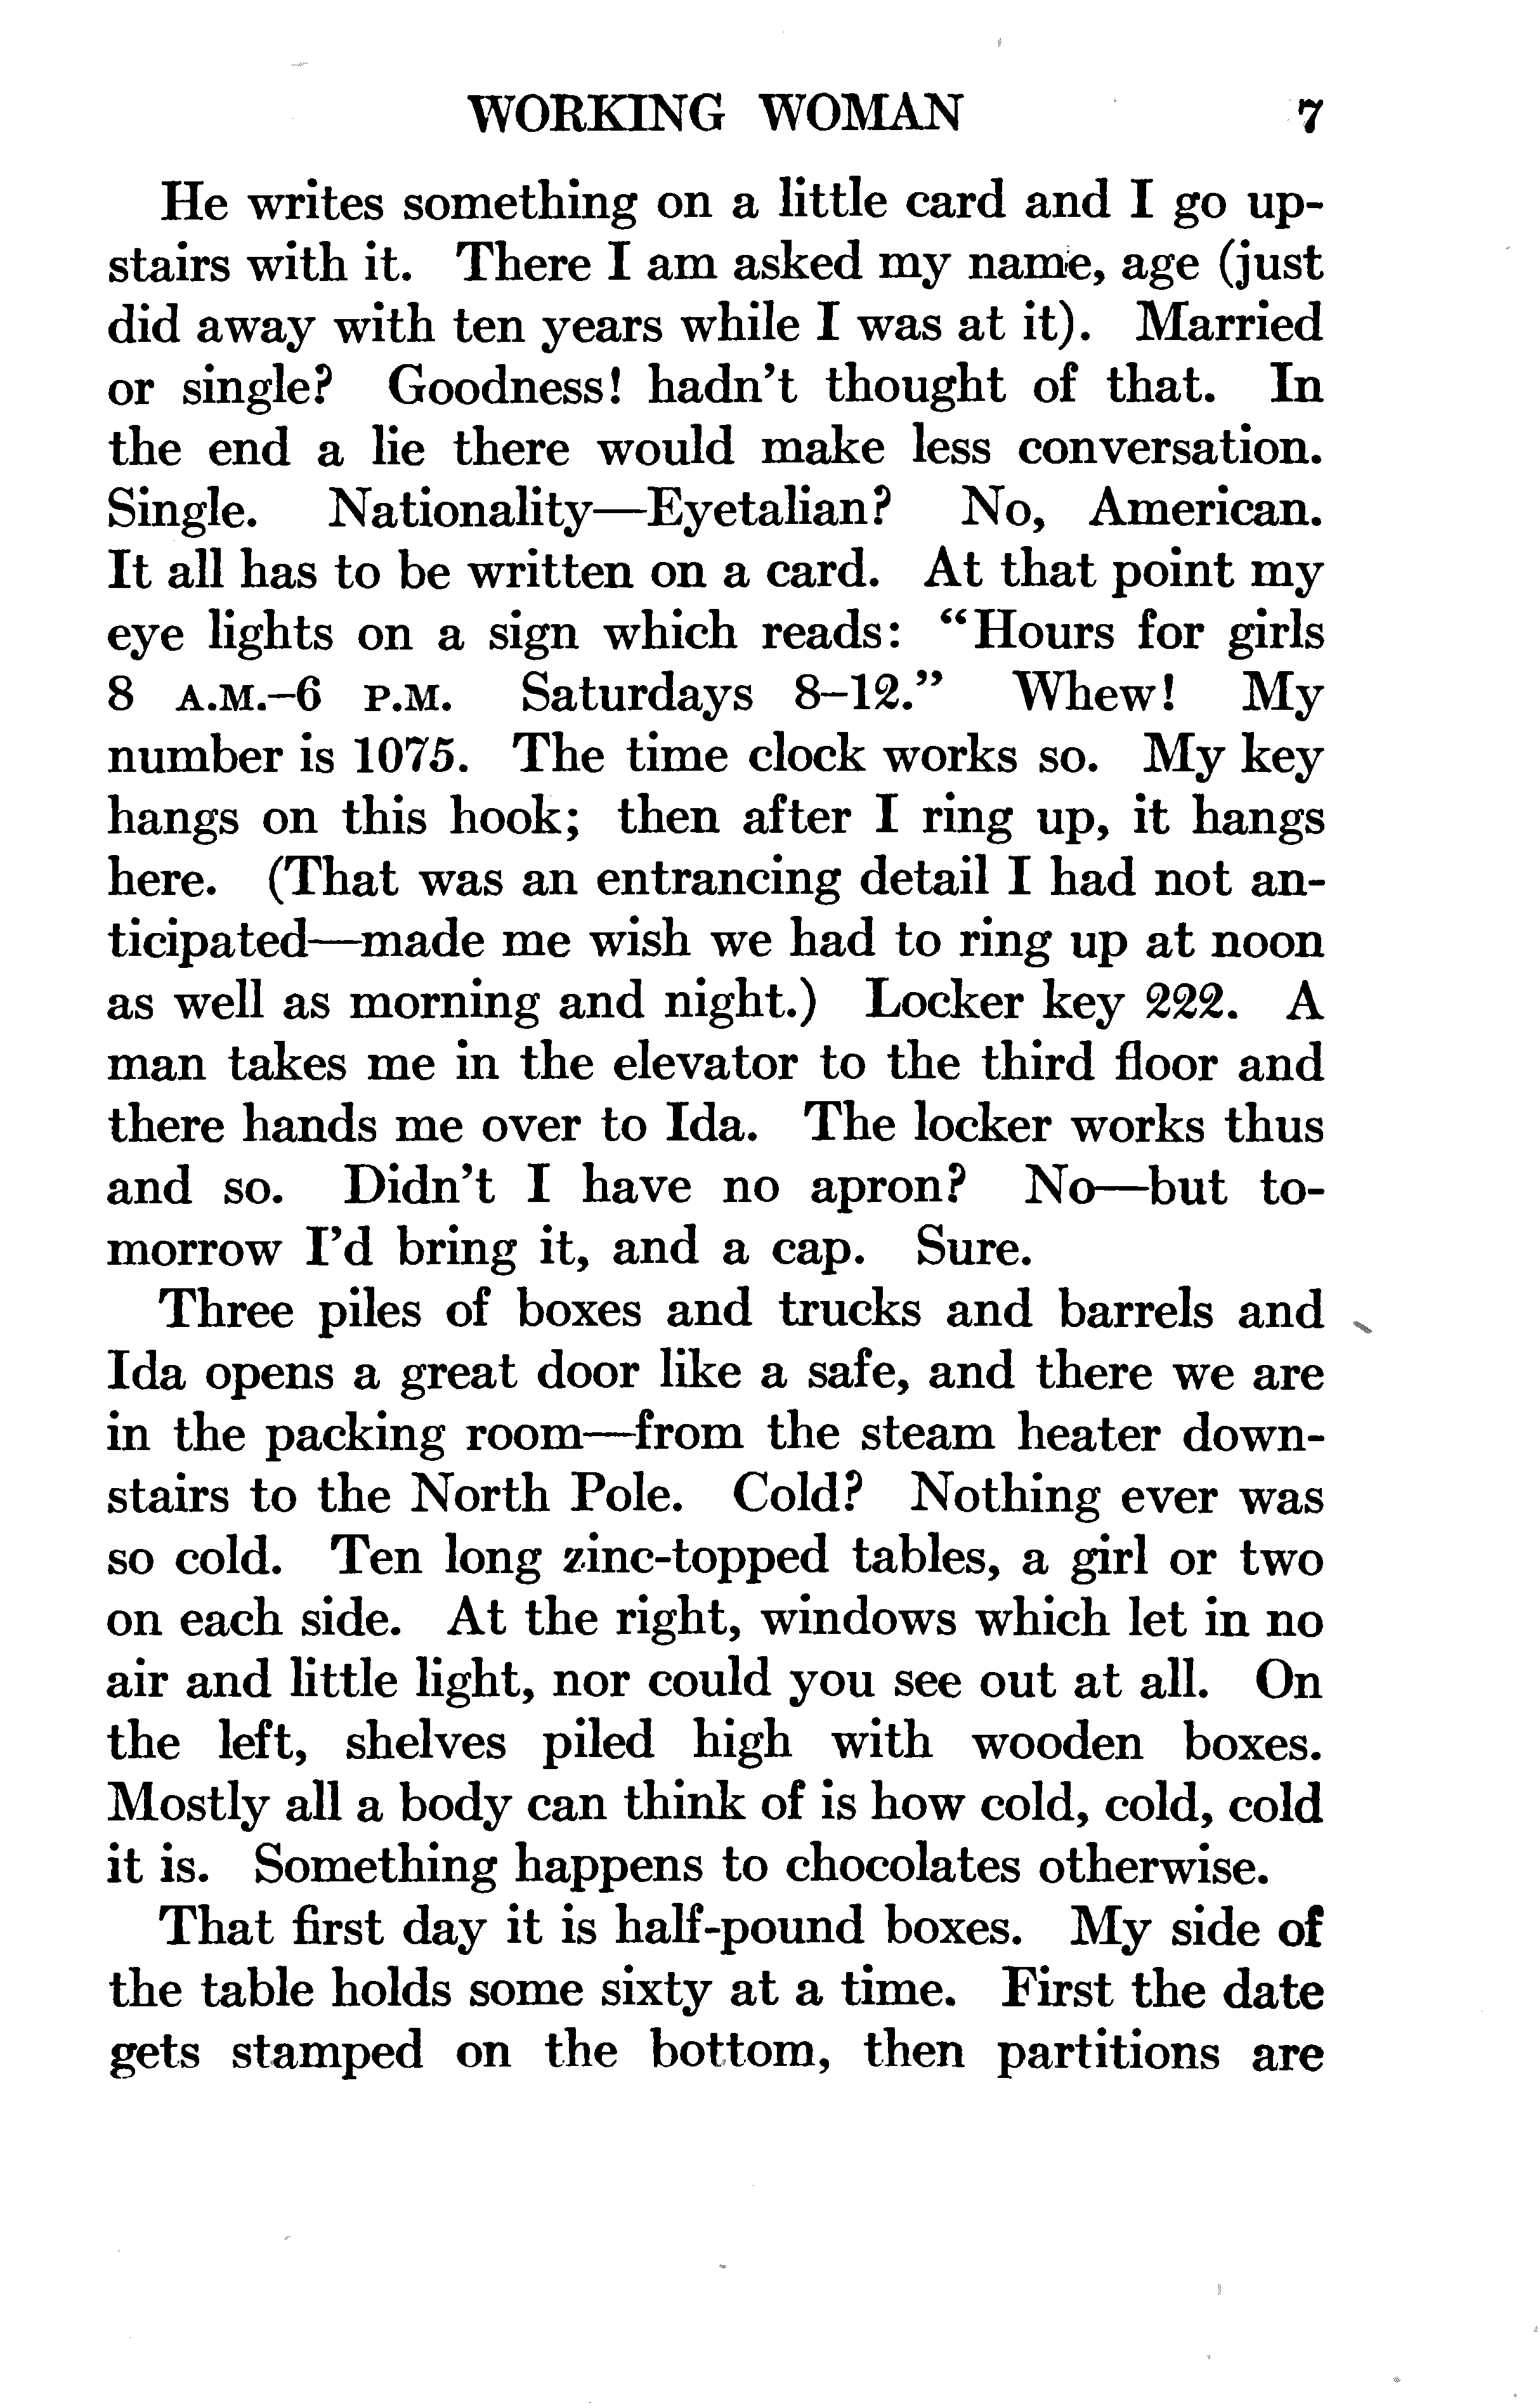 WORKING WOMAN 7
He writes something on a little card and I go up-
stairs with it. There I am asked my name, age (just
did away with ten years while I was at it). Married
or single? Goodness! hadn't thought of that. In
the end a lie there would make less conversation.
Single. Nationality—Eyetalian? No, American.
It all has to be written on a card. At that point my
eye lights on a sign which reads: “Hours for girls
8 A.M.–6 P.M. Saturdays 8–12.” Whew! My
number is 1075. The time clock works so. My key
hangs on this hook; then after I ring up, it hangs
here. (That was an entrancing detail I had not an-
ticipated—made me wish we had to ring up at noon
as well as morning and night.) Locker key 222. A
man takes me in the elevator to the third floor and
there hands me over to Ida. The locker works thus
and so. Didn't I have no apron? No—but to-
morrow I'd bring it, and a cap. Sure.
Three piles of boxes and trucks and barrels and
Ida opens a great door like a safe, and there we are
in the packing room—from the steam heater down-
stairs to the North Pole. Cold? Nothing ever was
so cold. Ten long zinc-topped tables, a girl or two
on each side. At the right, windows which let in no
air and little light, nor could you see out at all. On
the left, shelves piled high with wooden boxes.
Mostly all a body can think of is how cold, cold, cold
it is. Something happens to chocolates otherwise.
That first day it is half-pound boxes. My side of
the table holds some sixty at a time. First the date
gets stamped on the bottom, then partitions are